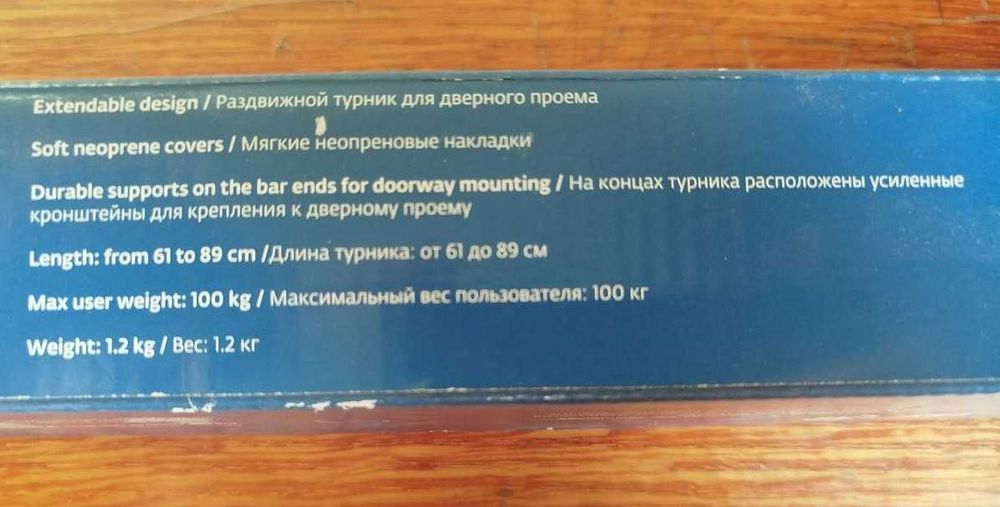 Extendable design / Раздвижной турник для дверного проема
Soft neoprene covers / Мягкие неопреновые накладки
Durable supports on the bar ends for doorway mounting / На концах турника расположены усиленные
кронштейны для крепления к дверному проему
Length: from 61 to 89 cm /Длина турника: от 61 до 89 см
Max user weight: 100 kg / Максимальный вес пользователя: 100 кг
Weight: 1.2 kg / Вес: 1.2 кг